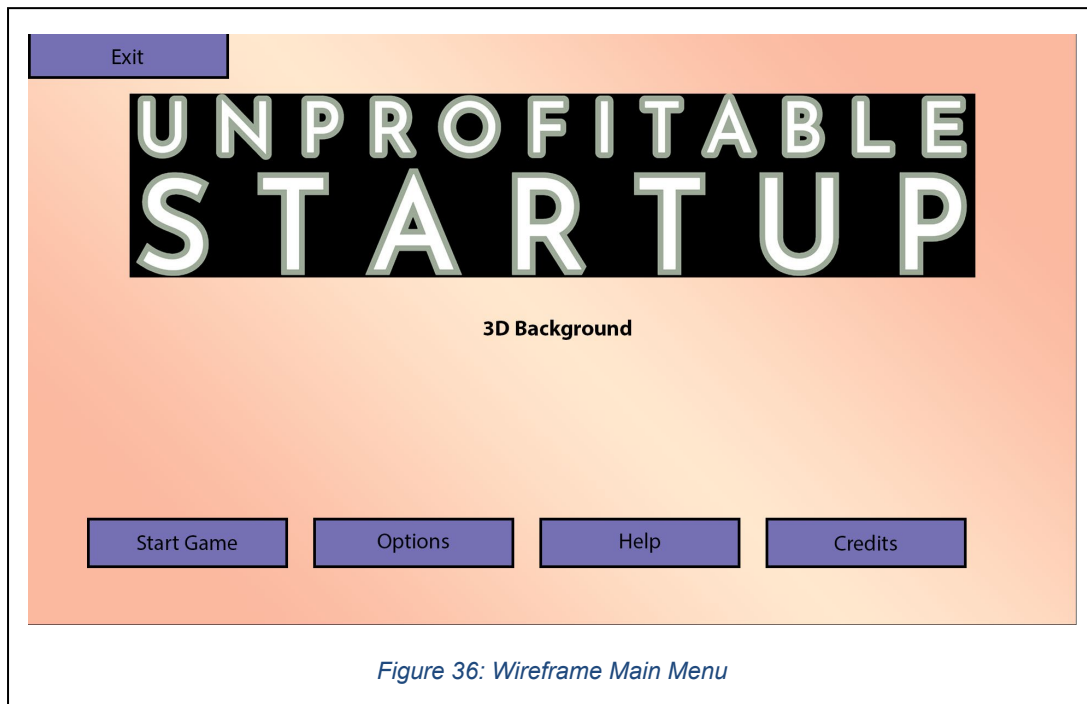 Exit
UNPROFITABLE
STARTUP
3D Background
Start Game Options Help Credits
Figure 36: Wireframe Main Menu